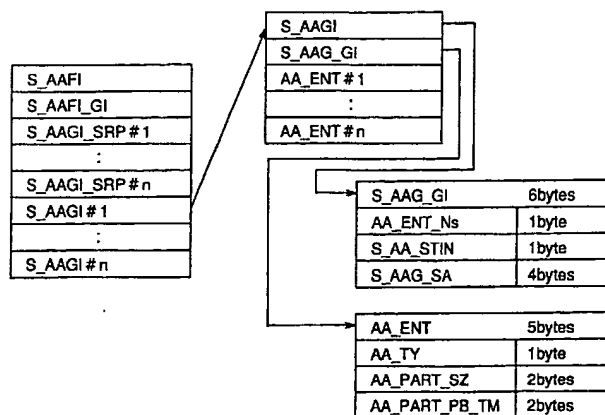 S_AAFI
S_AAFI_GI
S_AAGI_SRP#1
:
S_AAGI_SRP#n
S_AAGI#1
:
S_AAGI#n
S_AAGI
S_AAG_GI
AA_ENT#1
:
AA_ENT#n
S_AAG_GI 6bytes
AA_ENT_Ns 1byte
S_AA_STIN 1byte
S_AAG_SA 4bytes
AA_ENT 5bytes
AA_TY 1byte
AA_PART_SZ 2bytes
AA_PART_PB_TM 2bytes